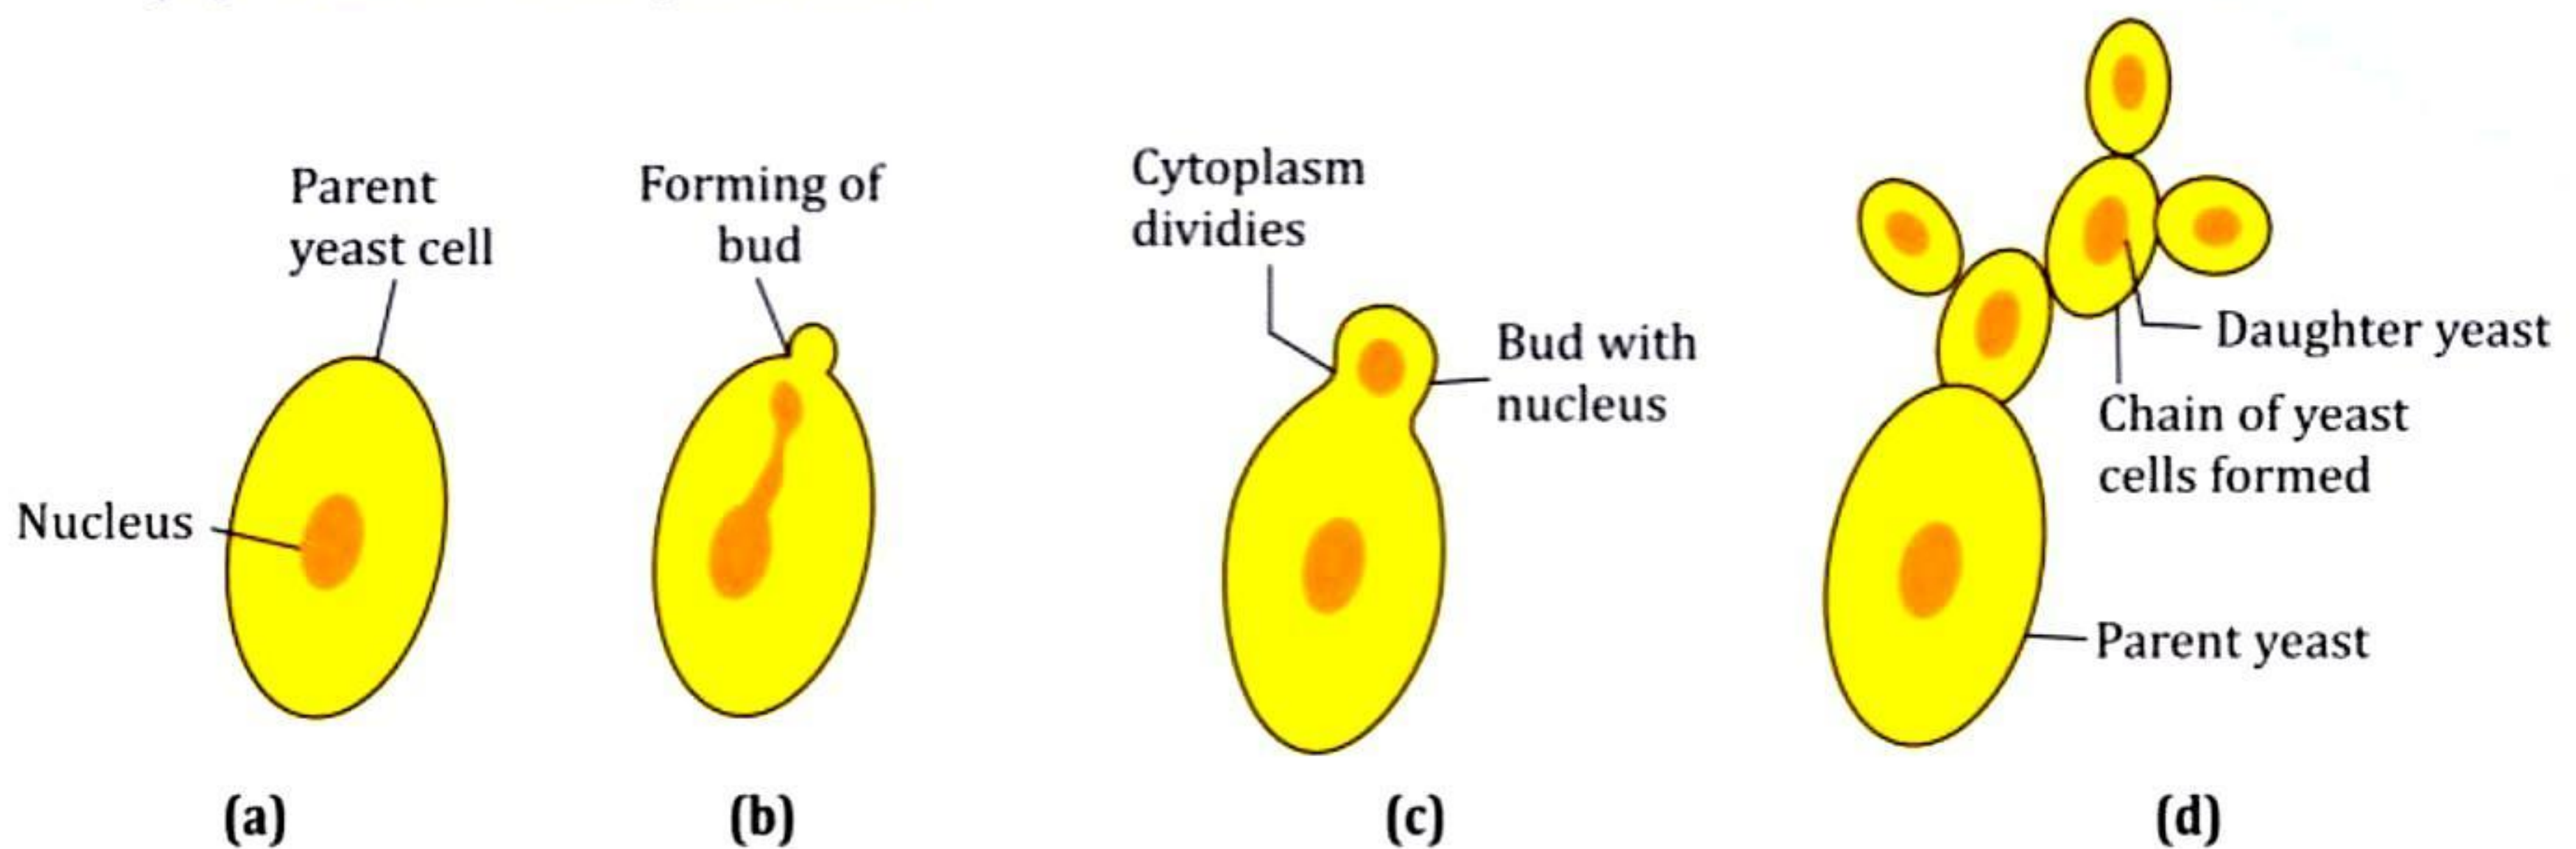 Parent
yeast cell
Nucleus
(a)
Forming of
bud
(b)
Cytoplasm
dividies
Bud with
nucleus
(c)
Daughter yeast
Chain of yeast
cells formed
Parent yeast
(d)